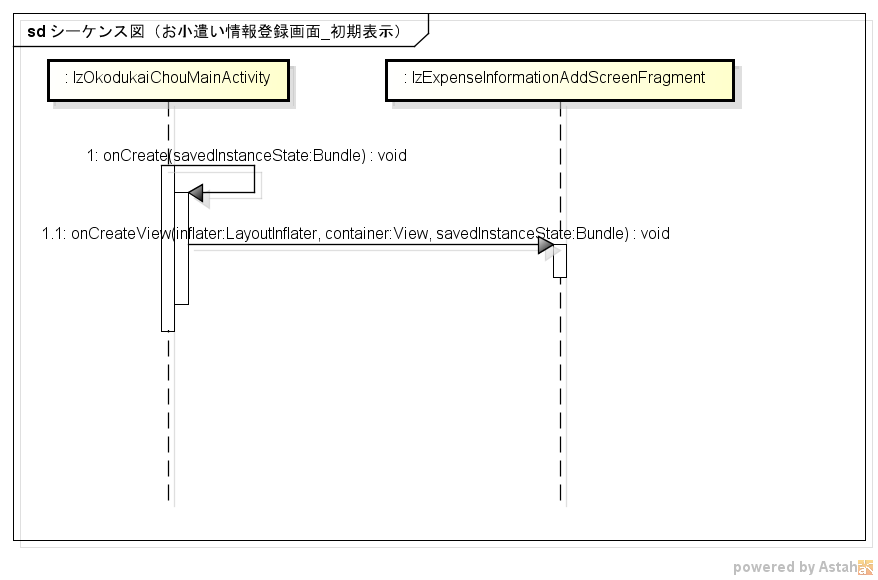 sd シーケンス図（お小遣い情報登録画面_初期表示）
: IzOkodukaiChouMainActivity
: IzExpenseInformationAddScreenFragment
1: onCreate(savedInstanceState:Bundle) : void
1.1: onCreateView(inflater:LayoutInflater, container:View, savedInstanceState:Bundle) : void
powered by Astah